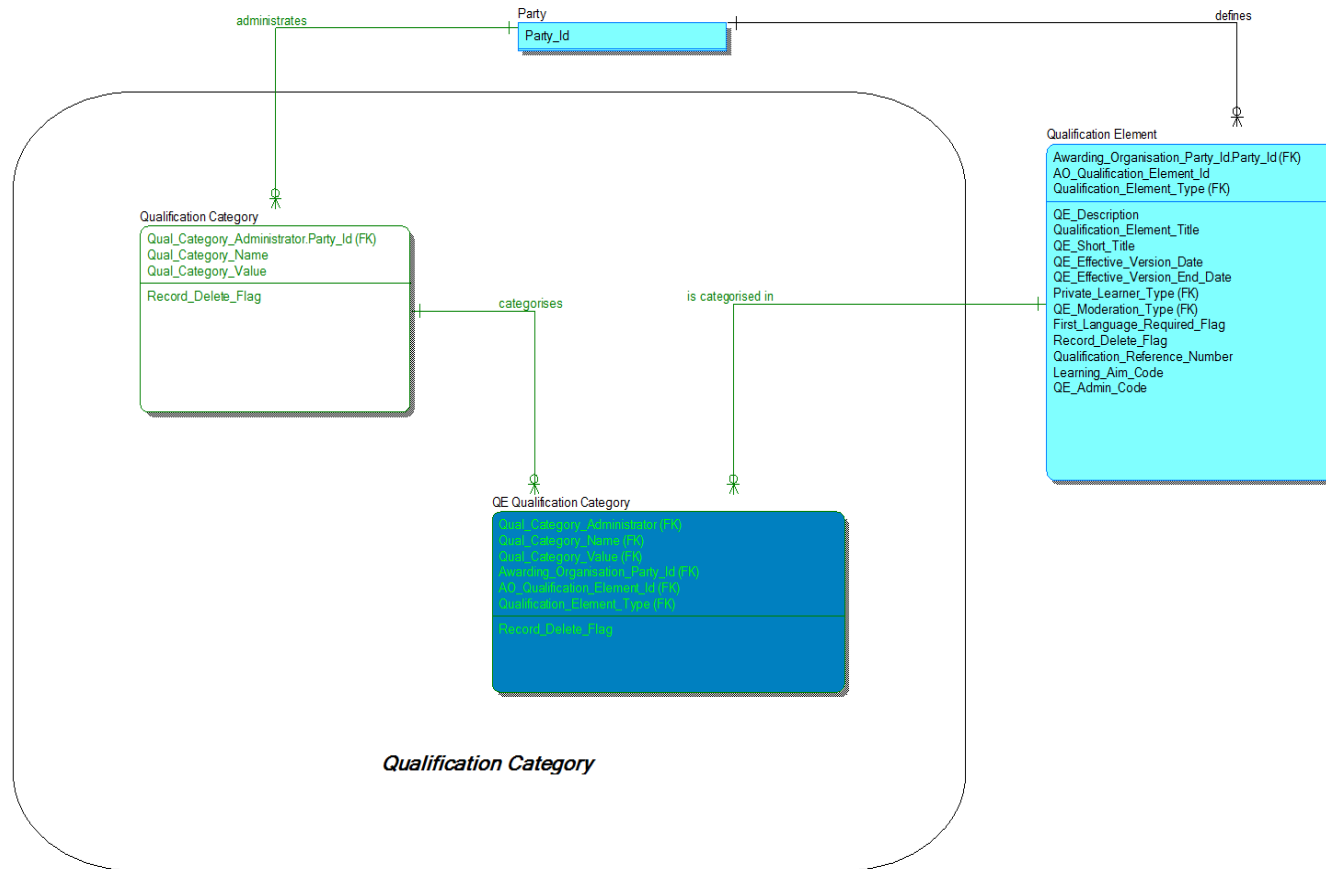 administrates
Party
Party_Id
defines
Qualification Element
Awarding_Organisation_Party_Id.Party_Id (FK)
AO_Qualification_Element_Id
Qualification_Element_Type (FK)
QE_Description
Qualification_Element_Title
QE_Short_Title
QE_Effective_Version_Date
QE_Effective_Version_End_Date
Private_Learner_Type (FK)
QE_Moderation_Type (FK)
First_Language_Required_Flag
Record_Delete_Flag
Qualification_Reference_Number
Learning_Aim_Code
QE_Admin_Code
Qualification Category
Qual_Category_Administrator.Party_Id (FK)
Qual_Category_Name
Qual_Category_Value
Record_Delete_Flag
categorises
is categorised in
QE Qualification Category
Qual_Category_Administrator (FK)
Qual_Category_Name (FK)
Qual_Category_Value (FK)
Awarding_Organisation_Party_Id (FK)
AO_Qualification_Element_Id (FK)
Qualification_Element_Type (FK)
Record_Delete_Flag
Qualification Category